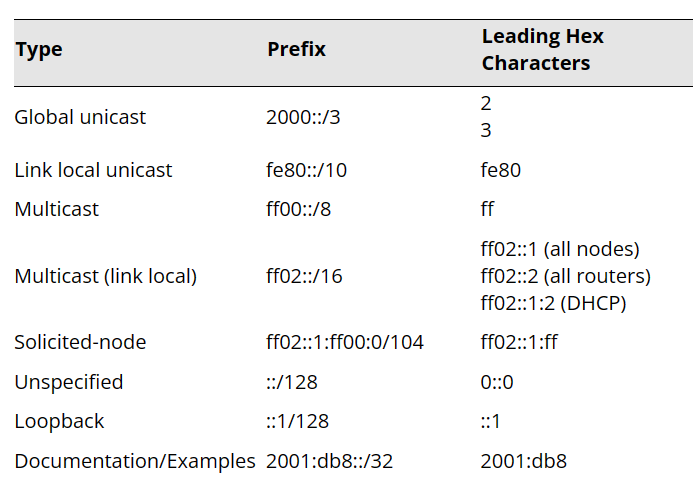 Type Prefix Leading Hex
Characters
Global unicast 2000::/3 2
3
Link local unicast fe80::/10 fe80
Multicast ff00::/8 ff
Multicast (link local) ff02::/16 ff02::1 (all nodes)
ff02::2 (all routers)
ff02::1:2 (DHCP)
Solicited-node ff02::1:ff00:0/104 ff02::1:ff
Unspecified ::/128 0::0
Loopback ::1/128 ::1
Documentation/Examples 2001:db8::/32 2001:db8